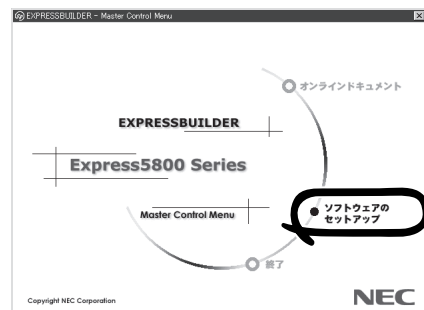 EXPRESSBUILDER - Master Control Menu
オンラインドキュメント
EXPRESSBUILDER
Express5800 Series
Master Control Menu
ソフトウェアの
セットアップ
終了
Copyright NEC Corporation
NEC